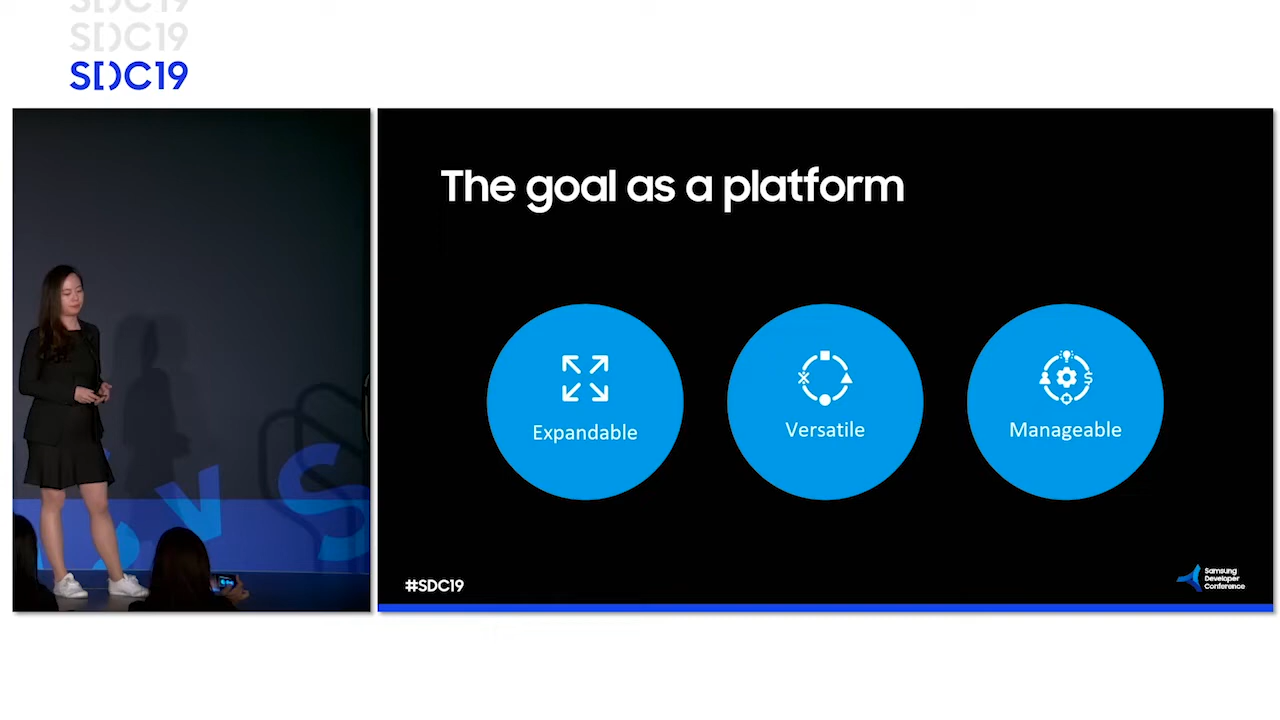 SDC19
SDC19
SDC19
The goal as a platform
Expandable
Versatile
Manageable
#SDC19
Samsung
Developer
Conference